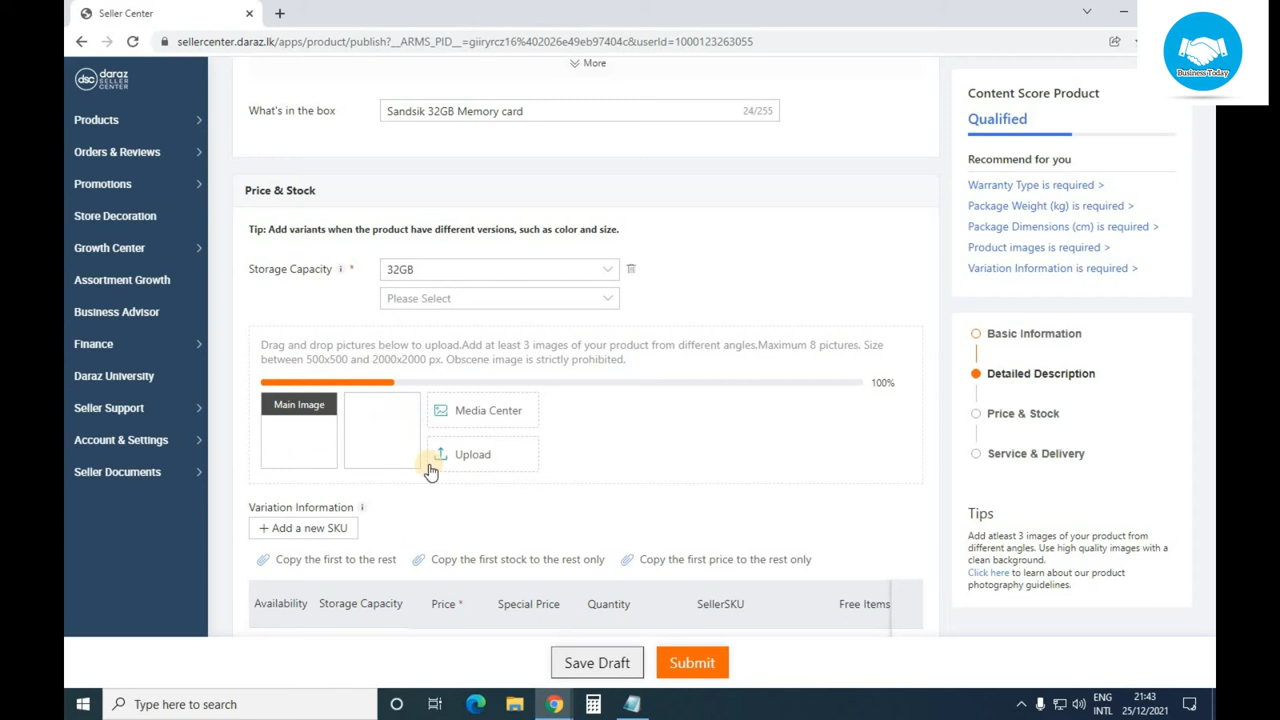 Seller Center
sellercenter.daraz.lk/apps/product/publish?__ARMS_PID__=giiryrcz16%402026e49eb97404c&userId=1000123263055
Business Today
dsc daraz SELLER CENTER
Products
Orders & Reviews
Promotions
Store Decoration
Growth Center
Assortment Growth
Business Advisor
Finance
Daraz University
Seller Support
Account & Settings
Seller Documents
More
What's in the box
Sandsik 32GB Memory card
24/255
Price & Stock
Tip: Add variants when the product have different versions, such as color and size.
Storage Capacity *
32GB
Please Select
Drag and drop pictures below to upload.Add at least 3 images of your product from different angles.Maximum 8 pictures. Size
between 500x500 and 2000x2000 px. Obscene image is strictly prohibited.
100%
Main Image
Media Center
Upload
Variation Information
+ Add a new SKU
Copy the first to the rest
Copy the first stock to the rest only
Copy the first price to the rest only
Availability
Storage Capacity
Price *
Special Price
Quantity
SellerSKU
Free Items
Save Draft
Submit
Content Score Product
Qualified
Recommend for you
Warranty Type is required >
Package Weight (kg) is required >
Package Dimensions (cm) is required >
Product images is required >
Variation Information is required >
Basic Information
Detailed Description
Price & Stock
Service & Delivery
Tips
Add atleast 3 images of your product from
different angles. Use high quality images with a
clean background.
Click here to learn about our product
photography guidelines.
Type here to search
ENG
INTL
21:43
25/12/2021